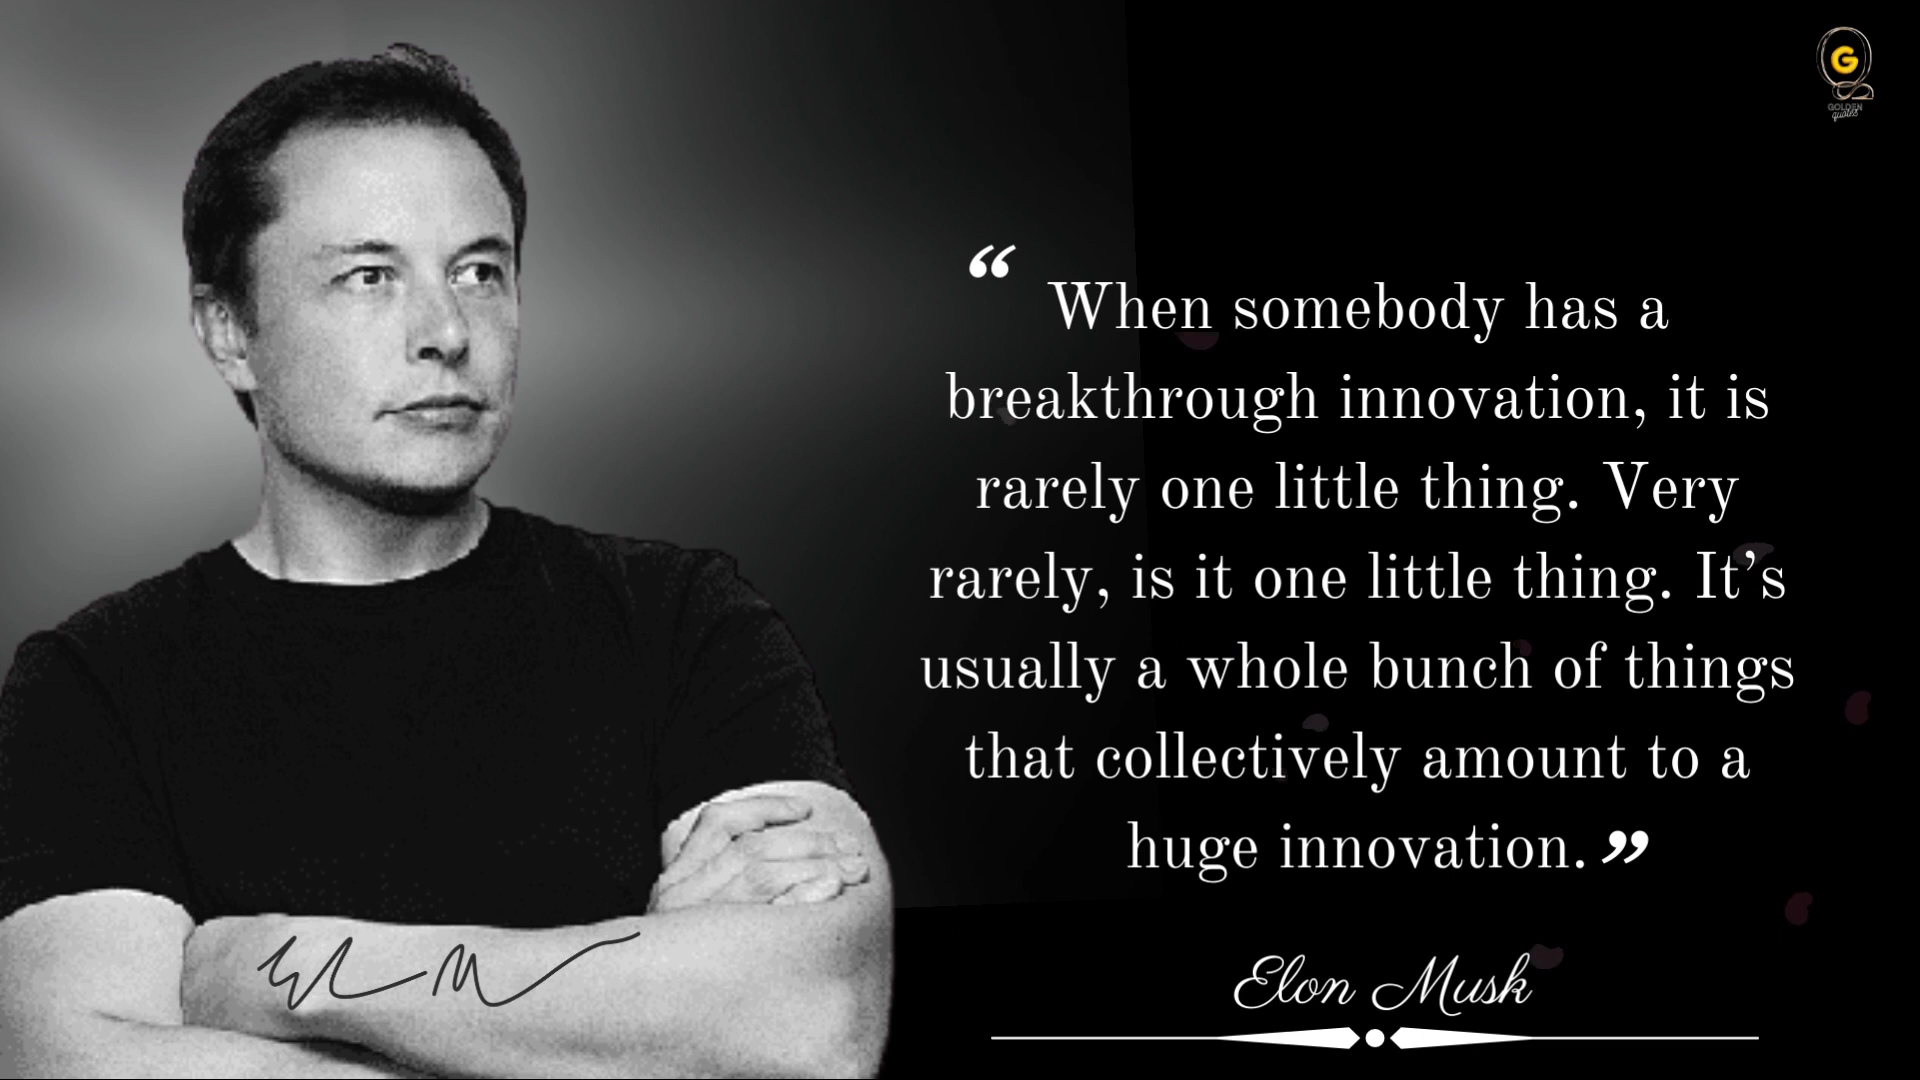 G
GOLDEN
quotes
“ When somebody has a
breakthrough innovation, it is
rarely one little thing. Very
rarely, is it one little thing. It’s
usually a whole bunch of things
that collectively amount to a
huge innovation. ”
Elon Musk